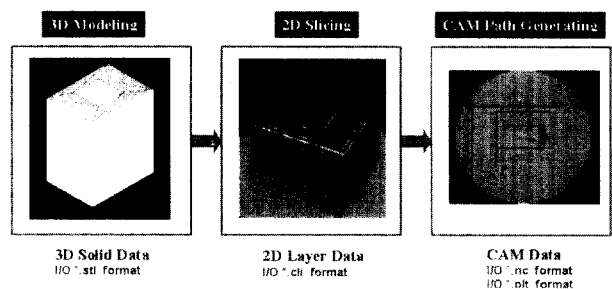 3D Modeling
2D Slicing
CAM Path Generating
3D Solid Data
I/O *.stl format
2D Layer Data
I/O *.cli format
CAM Data
I/O *.nc format
I/O *.plt format